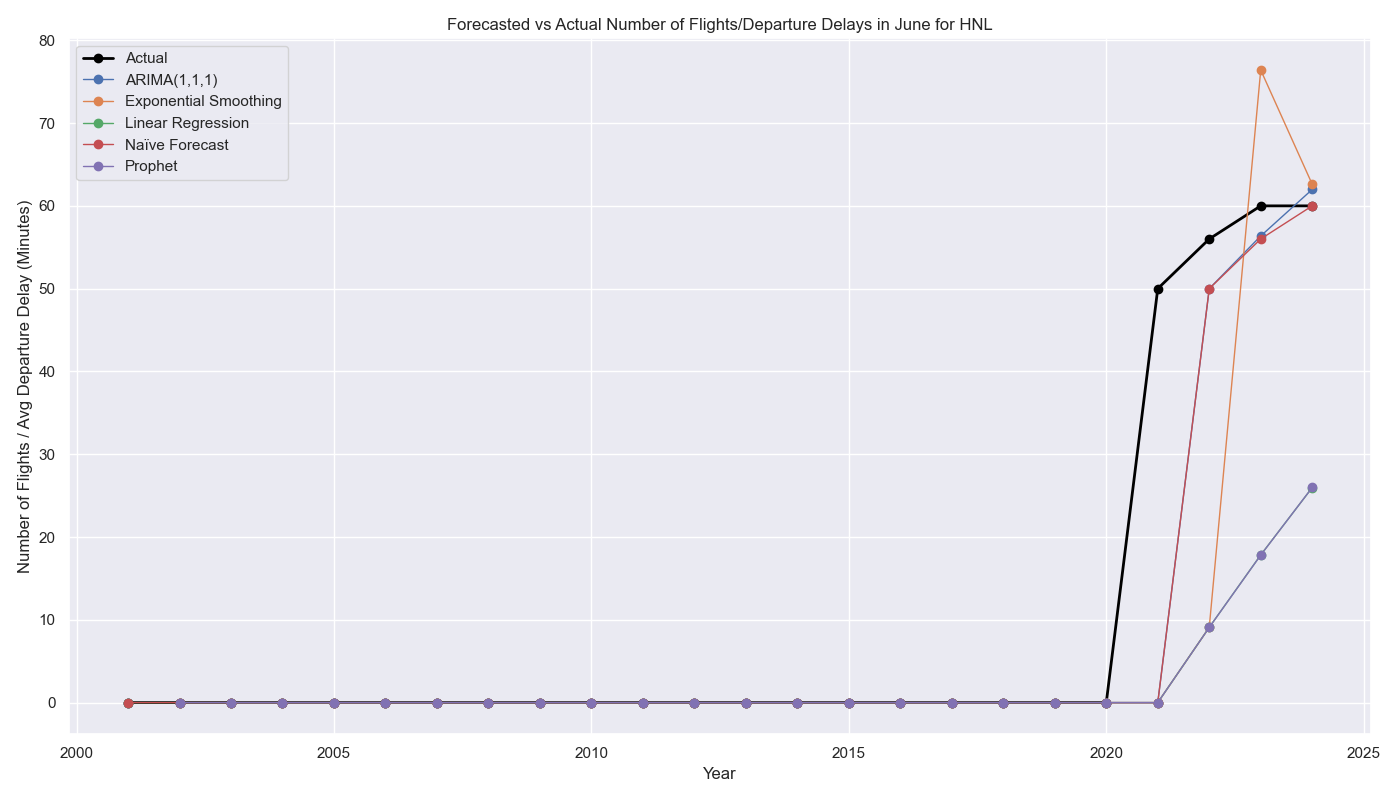 Forecasted vs Actual Number of Flights/Departure Delays in June for HNL
Actual
ARIMA(1,1,1)
Exponential Smoothing
Linear Regression
Naïve Forecast
Prophet
80
70
60
50
40
30
20
10
0
Number of Flights / Avg Departure Delay (Minutes)
2000
2005
2010
2015
2020
2025
Year